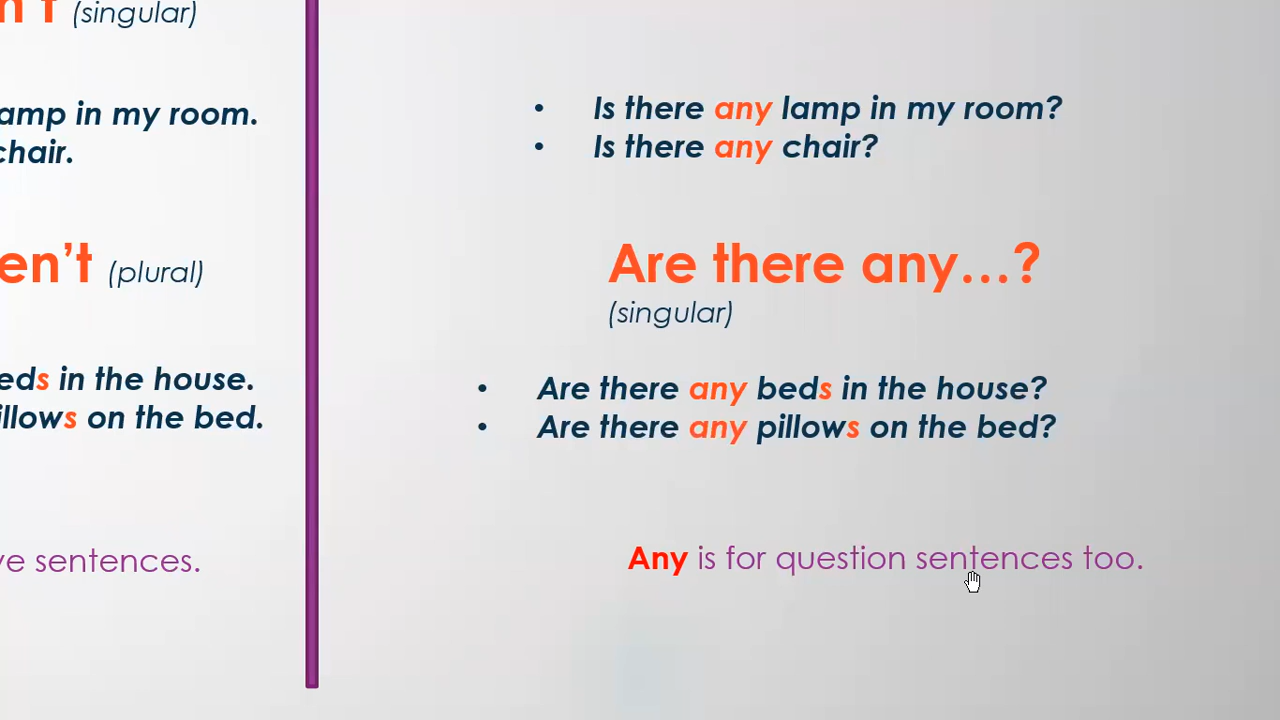 n't (singular)
amp in my room.
chair.
en't (plural)
eds in the house.
illows on the bed.
ve sentences.
• Is there any lamp in my room?
• Is there any chair?
Are there any…?
(singular)
• Are there any beds in the house?
• Are there any pillows on the bed?
Any is for question sentences too.